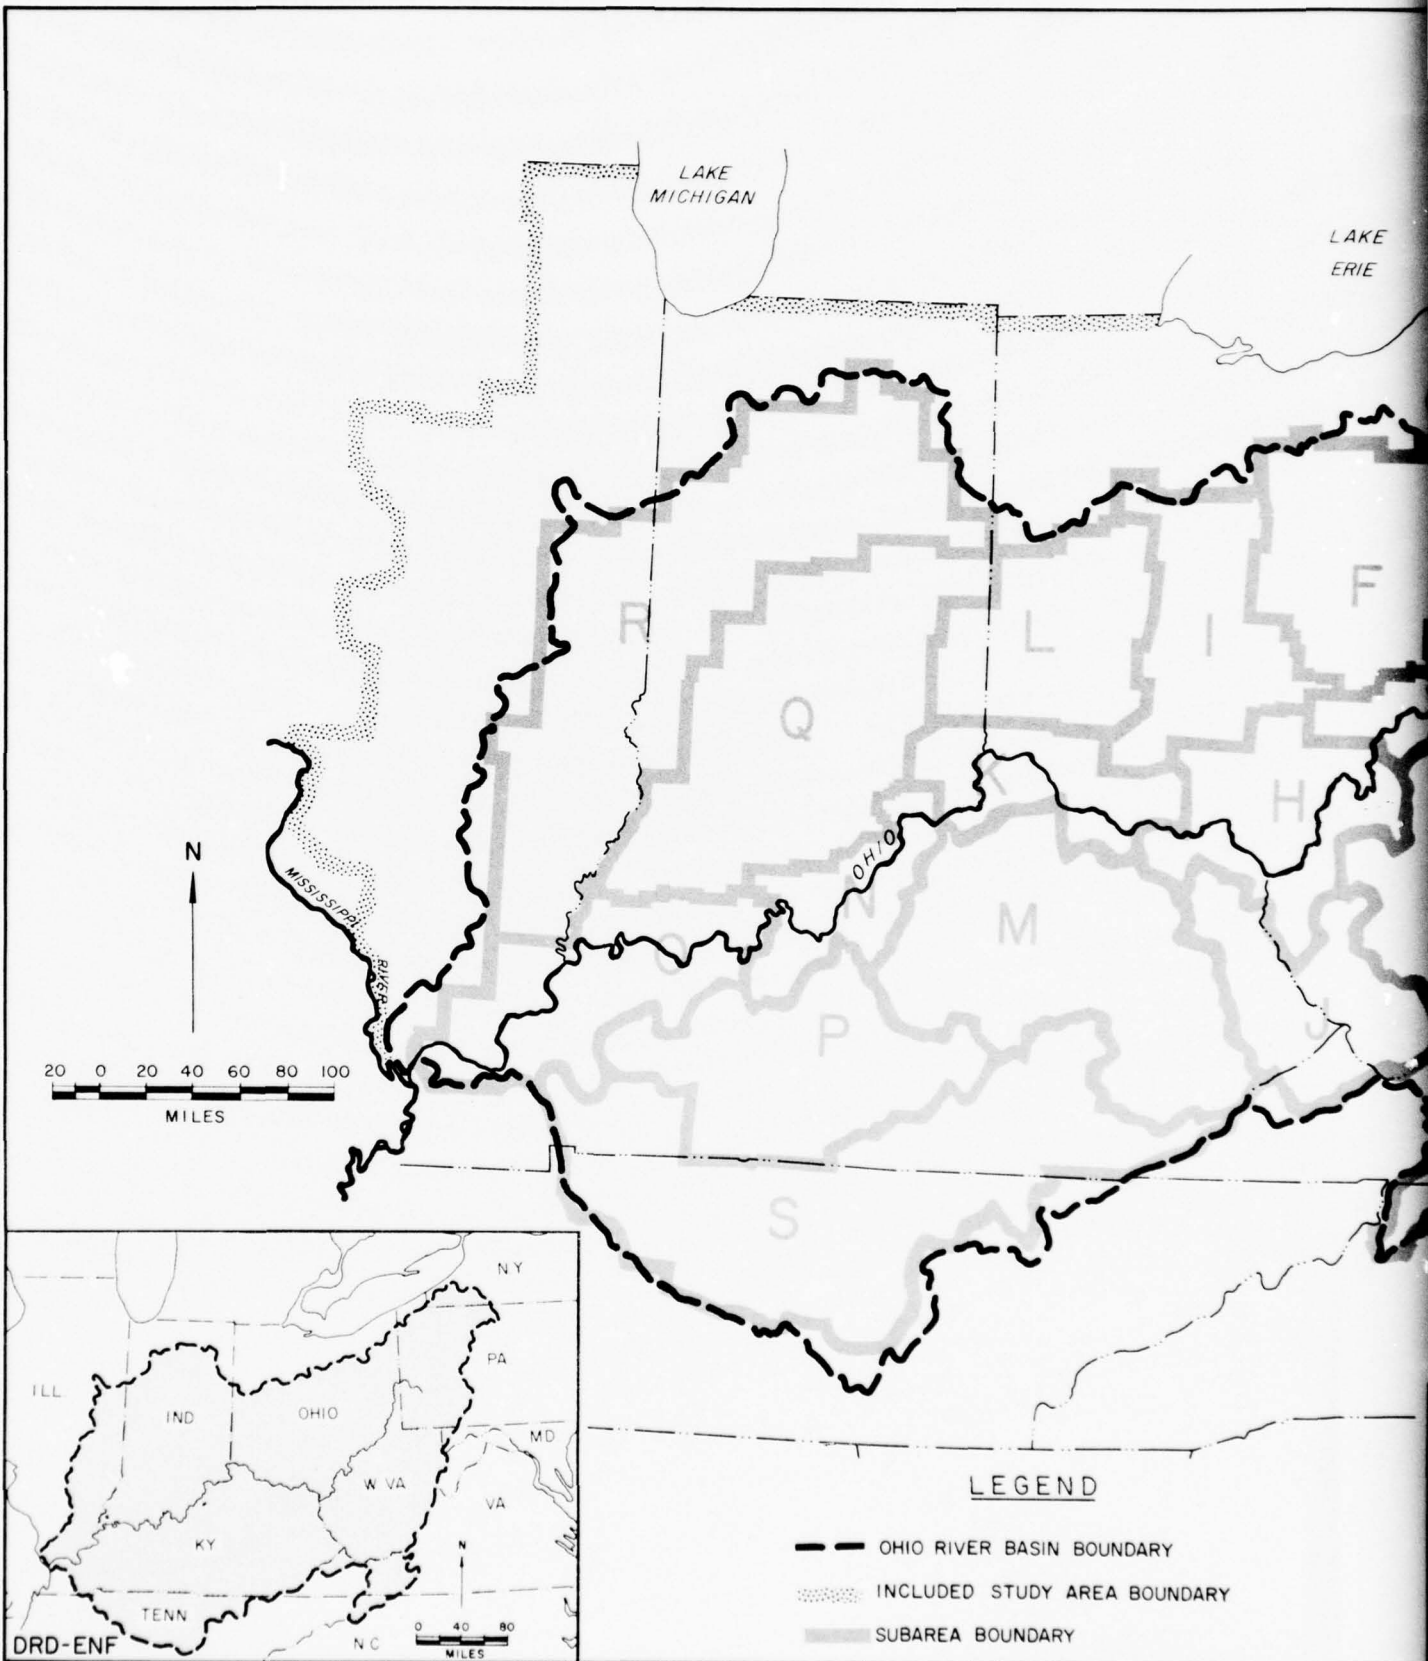 LAKE
MICHIGAN
LAKE
ERIE
F
R
L
I
Q
K
H
OHIO
N
MISSISSIPPI
N
M
O
RIVER
P
J
20 0 20 40 60 80 100
MILES
S
N.Y
PA
ILL
IND
OHIO
MD
W VA
VA
KY
N
TENN
0 40 80
MILES
N C
DRD-ENF
LEGEND
OHIO RIVER BASIN BOUNDARY
INCLUDED STUDY AREA BOUNDARY
SUBAREA BOUNDARY